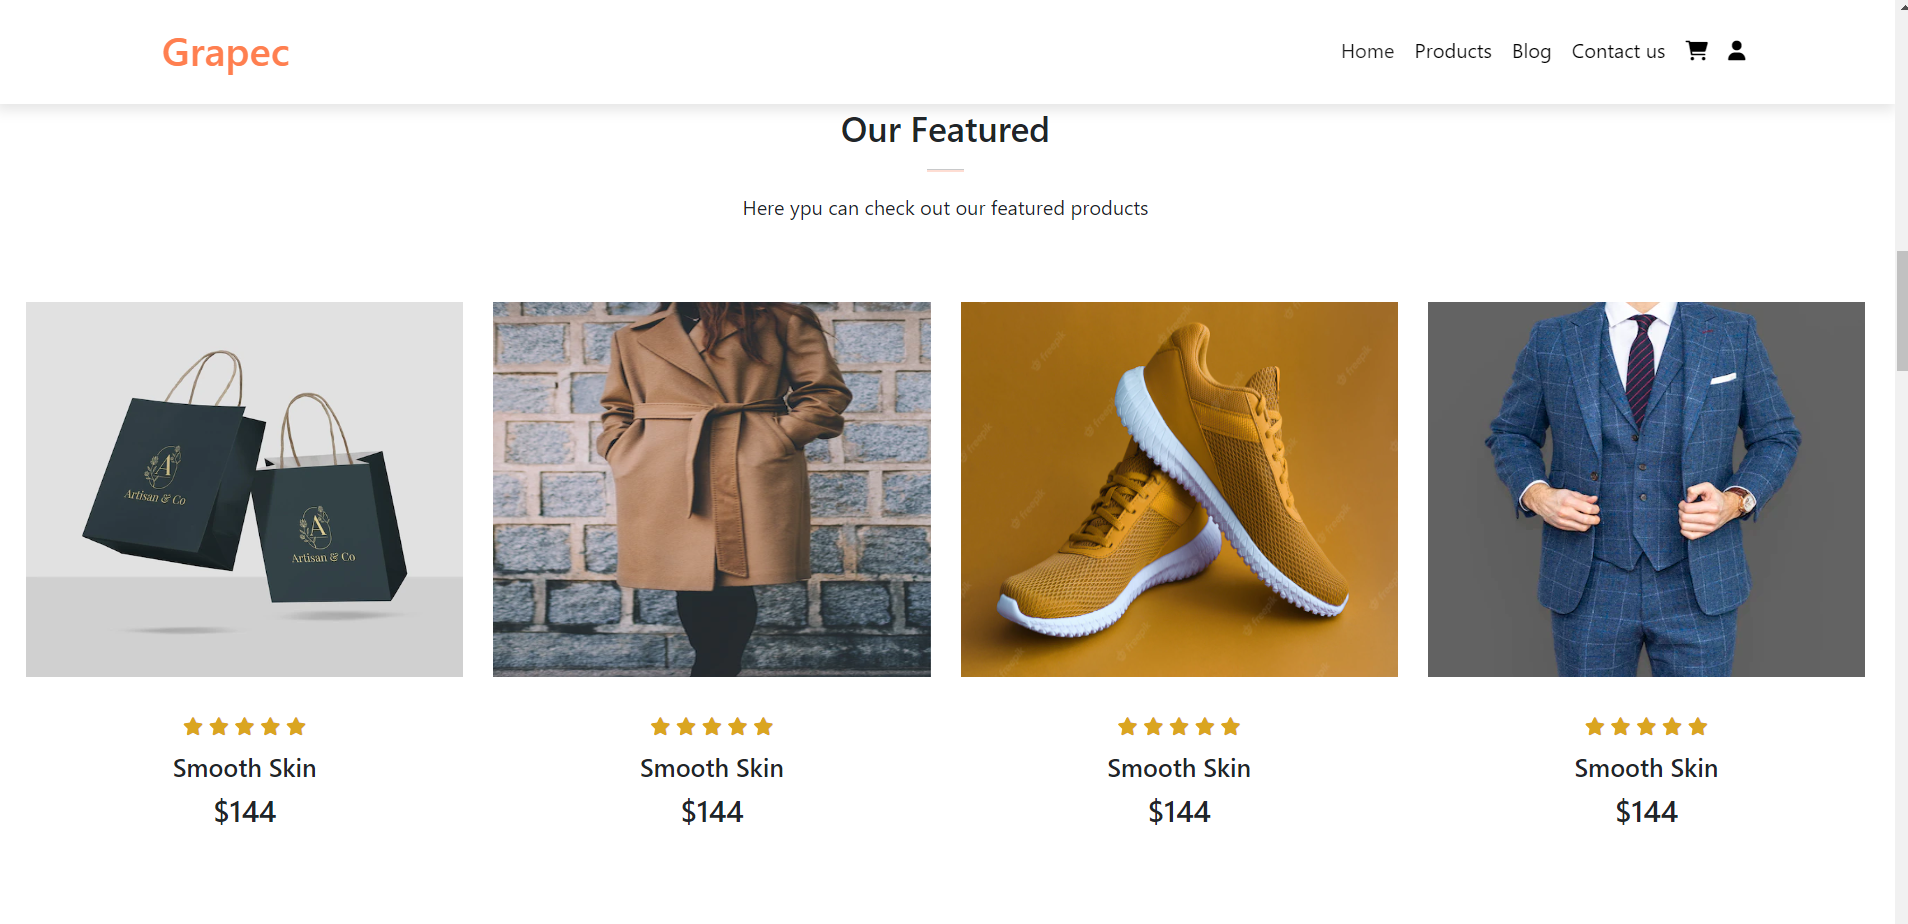 Grapec
Home Products Blog Contact us
Our Featured
Here ypu can check out our featured products
A
Artisan & Co
A
Artisan & Co
freepik
Smooth Skin
$144
Smooth Skin
$144
Smooth Skin
$144
Smooth Skin
$144